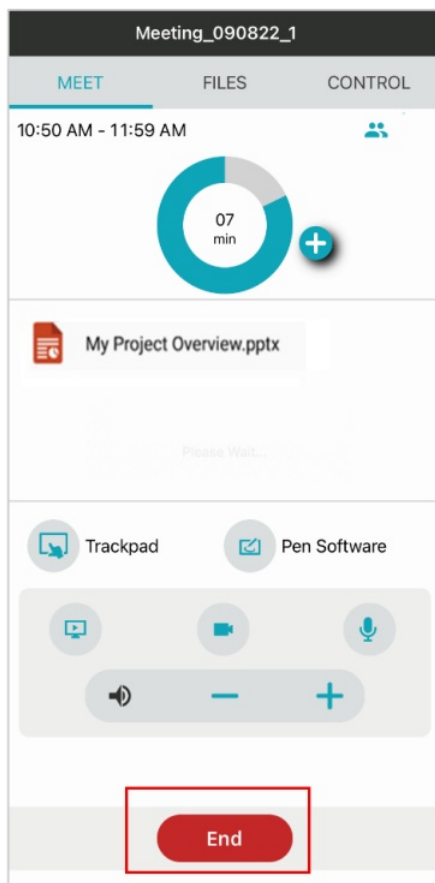 Meeting_090822_1
MEET FILES CONTROL
10:50 AM - 11:59 AM
07
min
My Project Overview.pptx
Please Wait...
Trackpad Pen Software
End